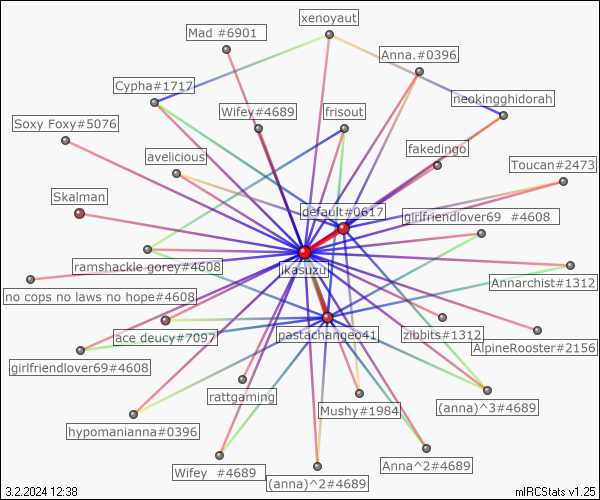 xenoyaut
Mad #6901
Anna.#0396
Cypha#1717
neokingghidorah
Wifey#4689
frisout
Soxy Foxy#5076
fakedingo
avelicious
Toucan#2473
Skalman
default#0617
girlfriendlover69 #4608
ramshackle gorey#4608
ikasuzu
Annarchist#1312
no cops no laws no hope#4608
ace deucy#7097
pastachangeo41
zibbits#1312
AlpineRooster#2156
girlfriendlover69#4608
rattgaming
Mushy#1984
(anna)^3#4689
hypomanianna#0396
Wifey #4689
(anna)^2#4689
Anna^2#4689
3.2.2024 12:38
mIRCStats v1.25